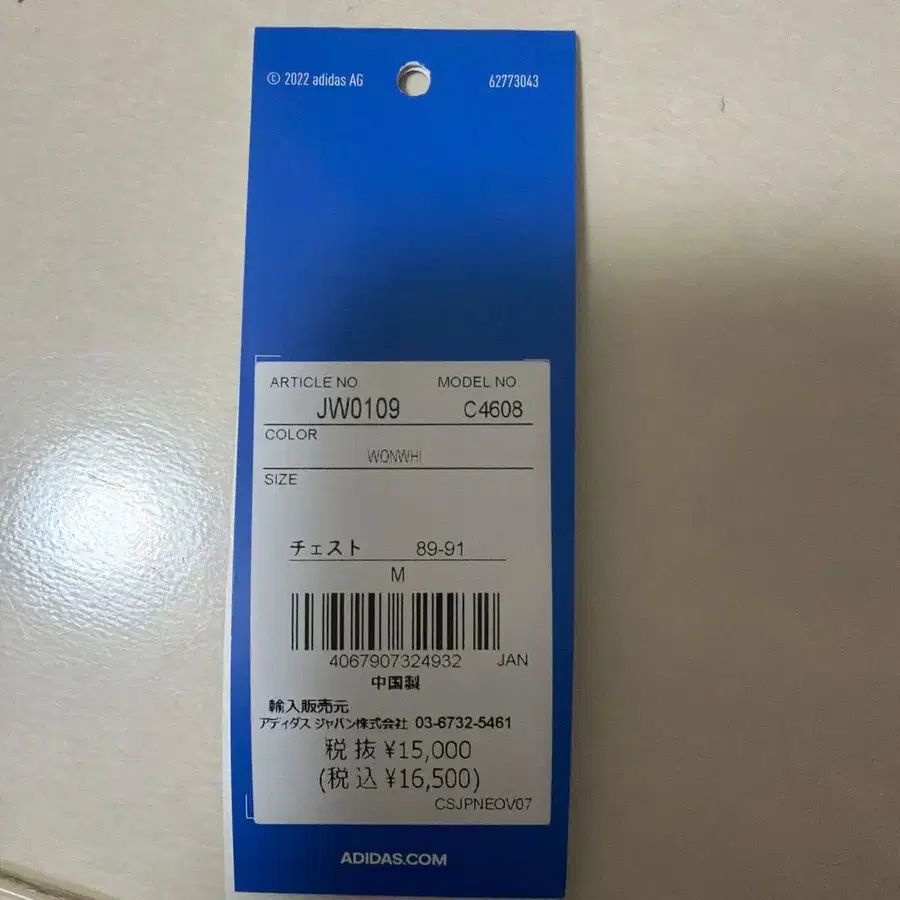 © 2022 adidas AG 62773043
ARTICLE NO MODEL NO.
JW0109 C4608
COLOR
WONWHI
SIZE
チェスト 89-91
M
4067907324932 JAN
中国製
輸入販売元
アディダス ジャパン株式会社 03-6732-5461
税抜 ¥15,000
(税込 ¥16,500)
CSJPNEOV07
ADIDAS.COM